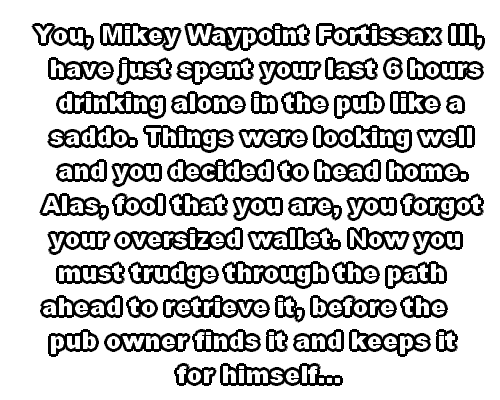 You, Mikey Waypoint Fortissax III,
have just spent your last 6 hours
drinking alone in the pub like a
saddo. Things were looking well
and you decided to head home.
Alas, fool that you are, you forgot
your oversized wallet. Now you
must trudge through the path
ahead to retrieve it, before the
pub owner finds it and keeps it
for himself...